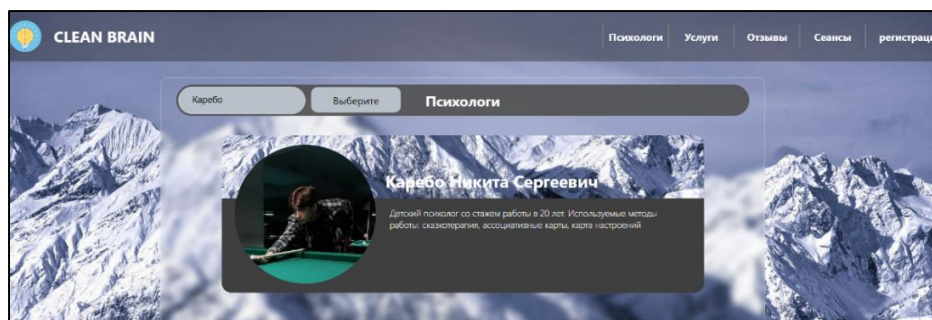 CLEAN BRAIN
Психологи
Услуги
Отзывы
Сеансы
регистраци
Каребо
Выберите
Психологи
Каребо Никита Сергеевич
Детский психолог со стажем работы в 20 лет. Используемые методы
работы: сказкотерапия, ассоциативные карты, карта настроений